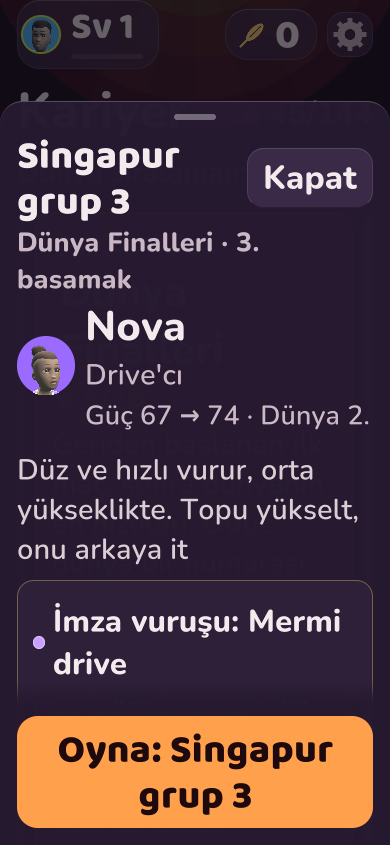 Sv 1
0
Kariyer
Singapur
grup 3
Kapat
Dünya Finalleri · 3.
basamak
Nova
Drive'cı
Güç 67 → 74 · Dünya 2.
Düz ve hızlı vurur, orta
yükseklikte. Topu yükselt,
onu arkaya it
İmza vuruşu: Mermi
drive
Oyna: Singapur
grup 3